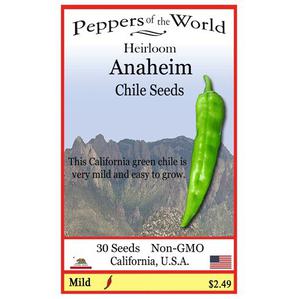 Peppers of the World
Heirloom
Anaheim
Chile Seeds
This California green chile is
very mild and easy to grow.
30 Seeds Non-GMO
California, U.S.A.
Mild $2.49